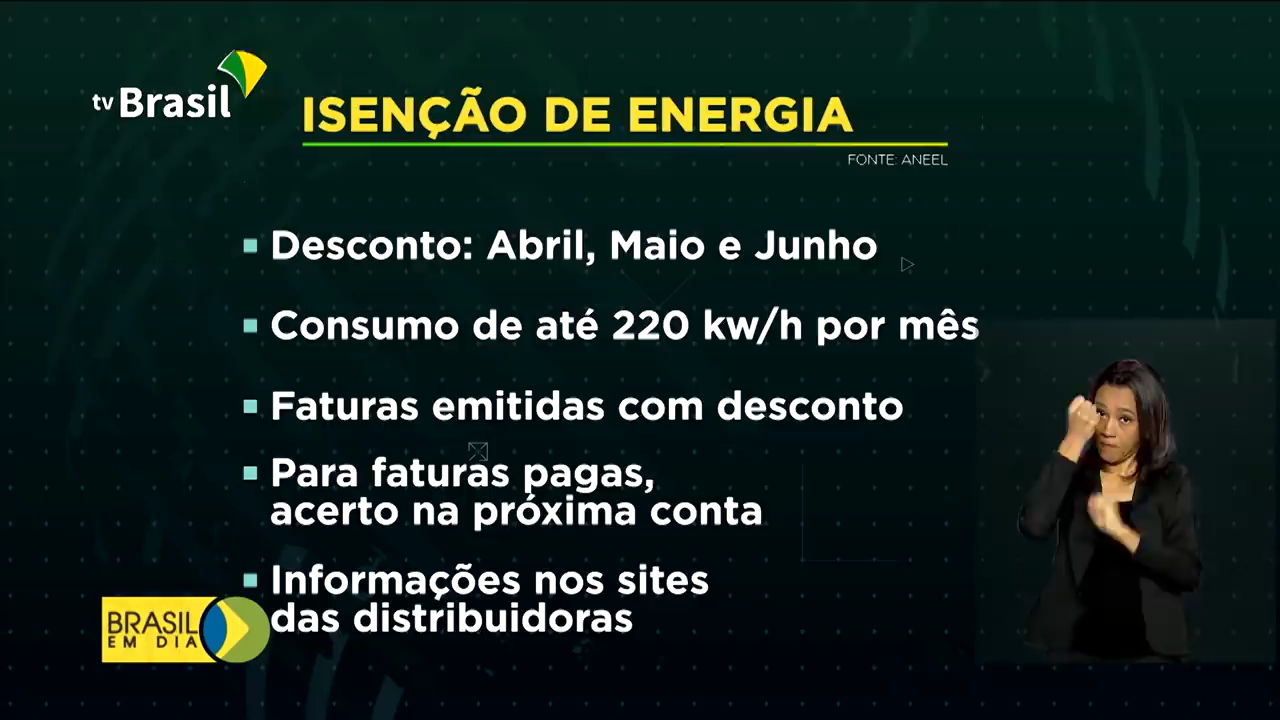 tv Brasil
ISENÇÃO DE ENERGIA
FONTE: ANEEL
Desconto: Abril, Maio e Junho
Consumo de até 220 kw/h por mês
Faturas emitidas com desconto
Para faturas pagas,
acerto na próxima conta
Informações nos sites
das distribuidoras
BRASIL
EM DIA